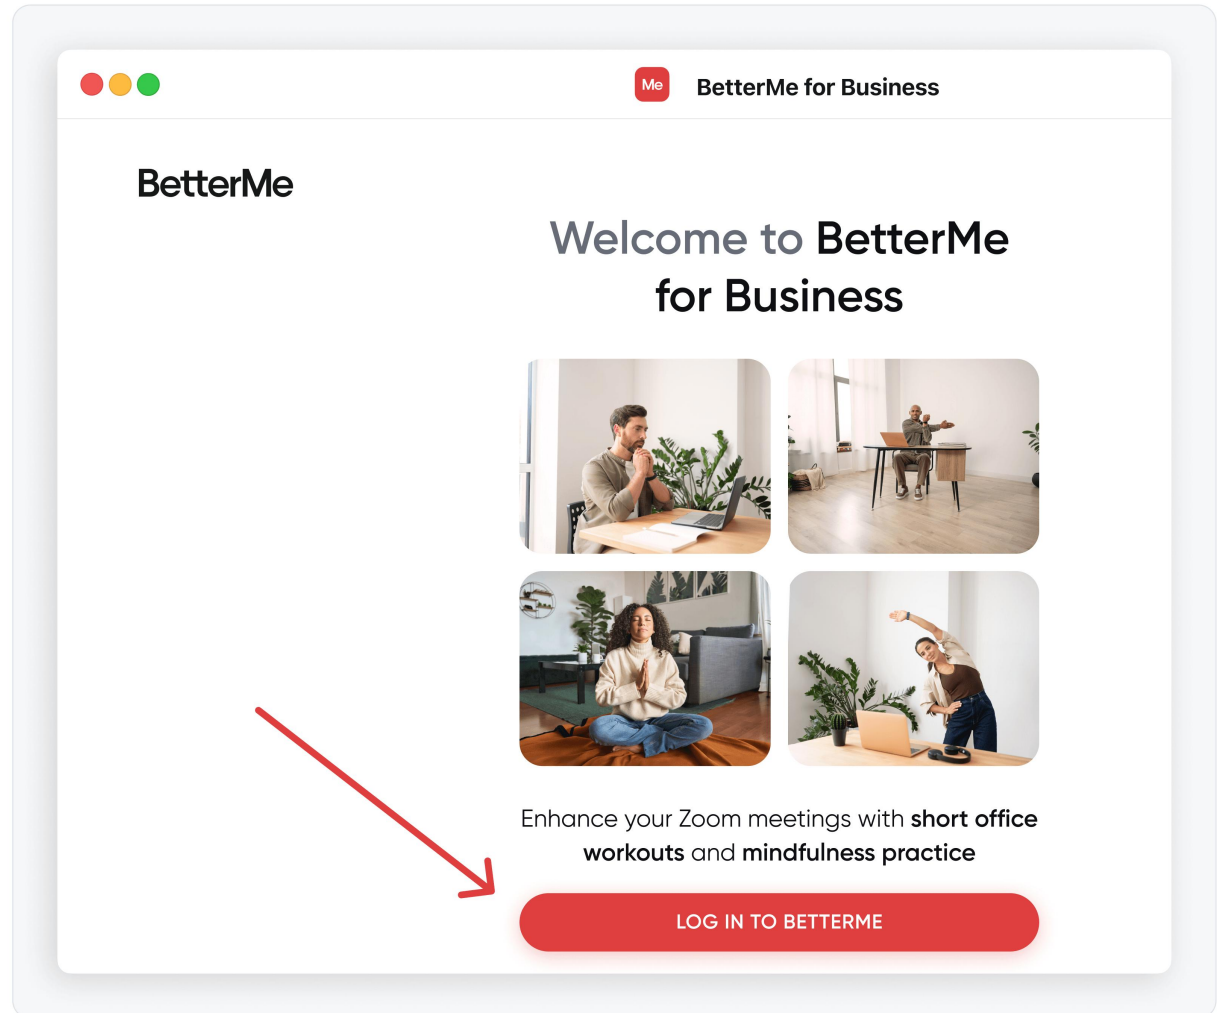 Me BetterMe for Business
BetterMe
Welcome to BetterMe
for Business
Enhance your Zoom meetings with short office
workouts and mindfulness practice
LOG IN TO BETTERME